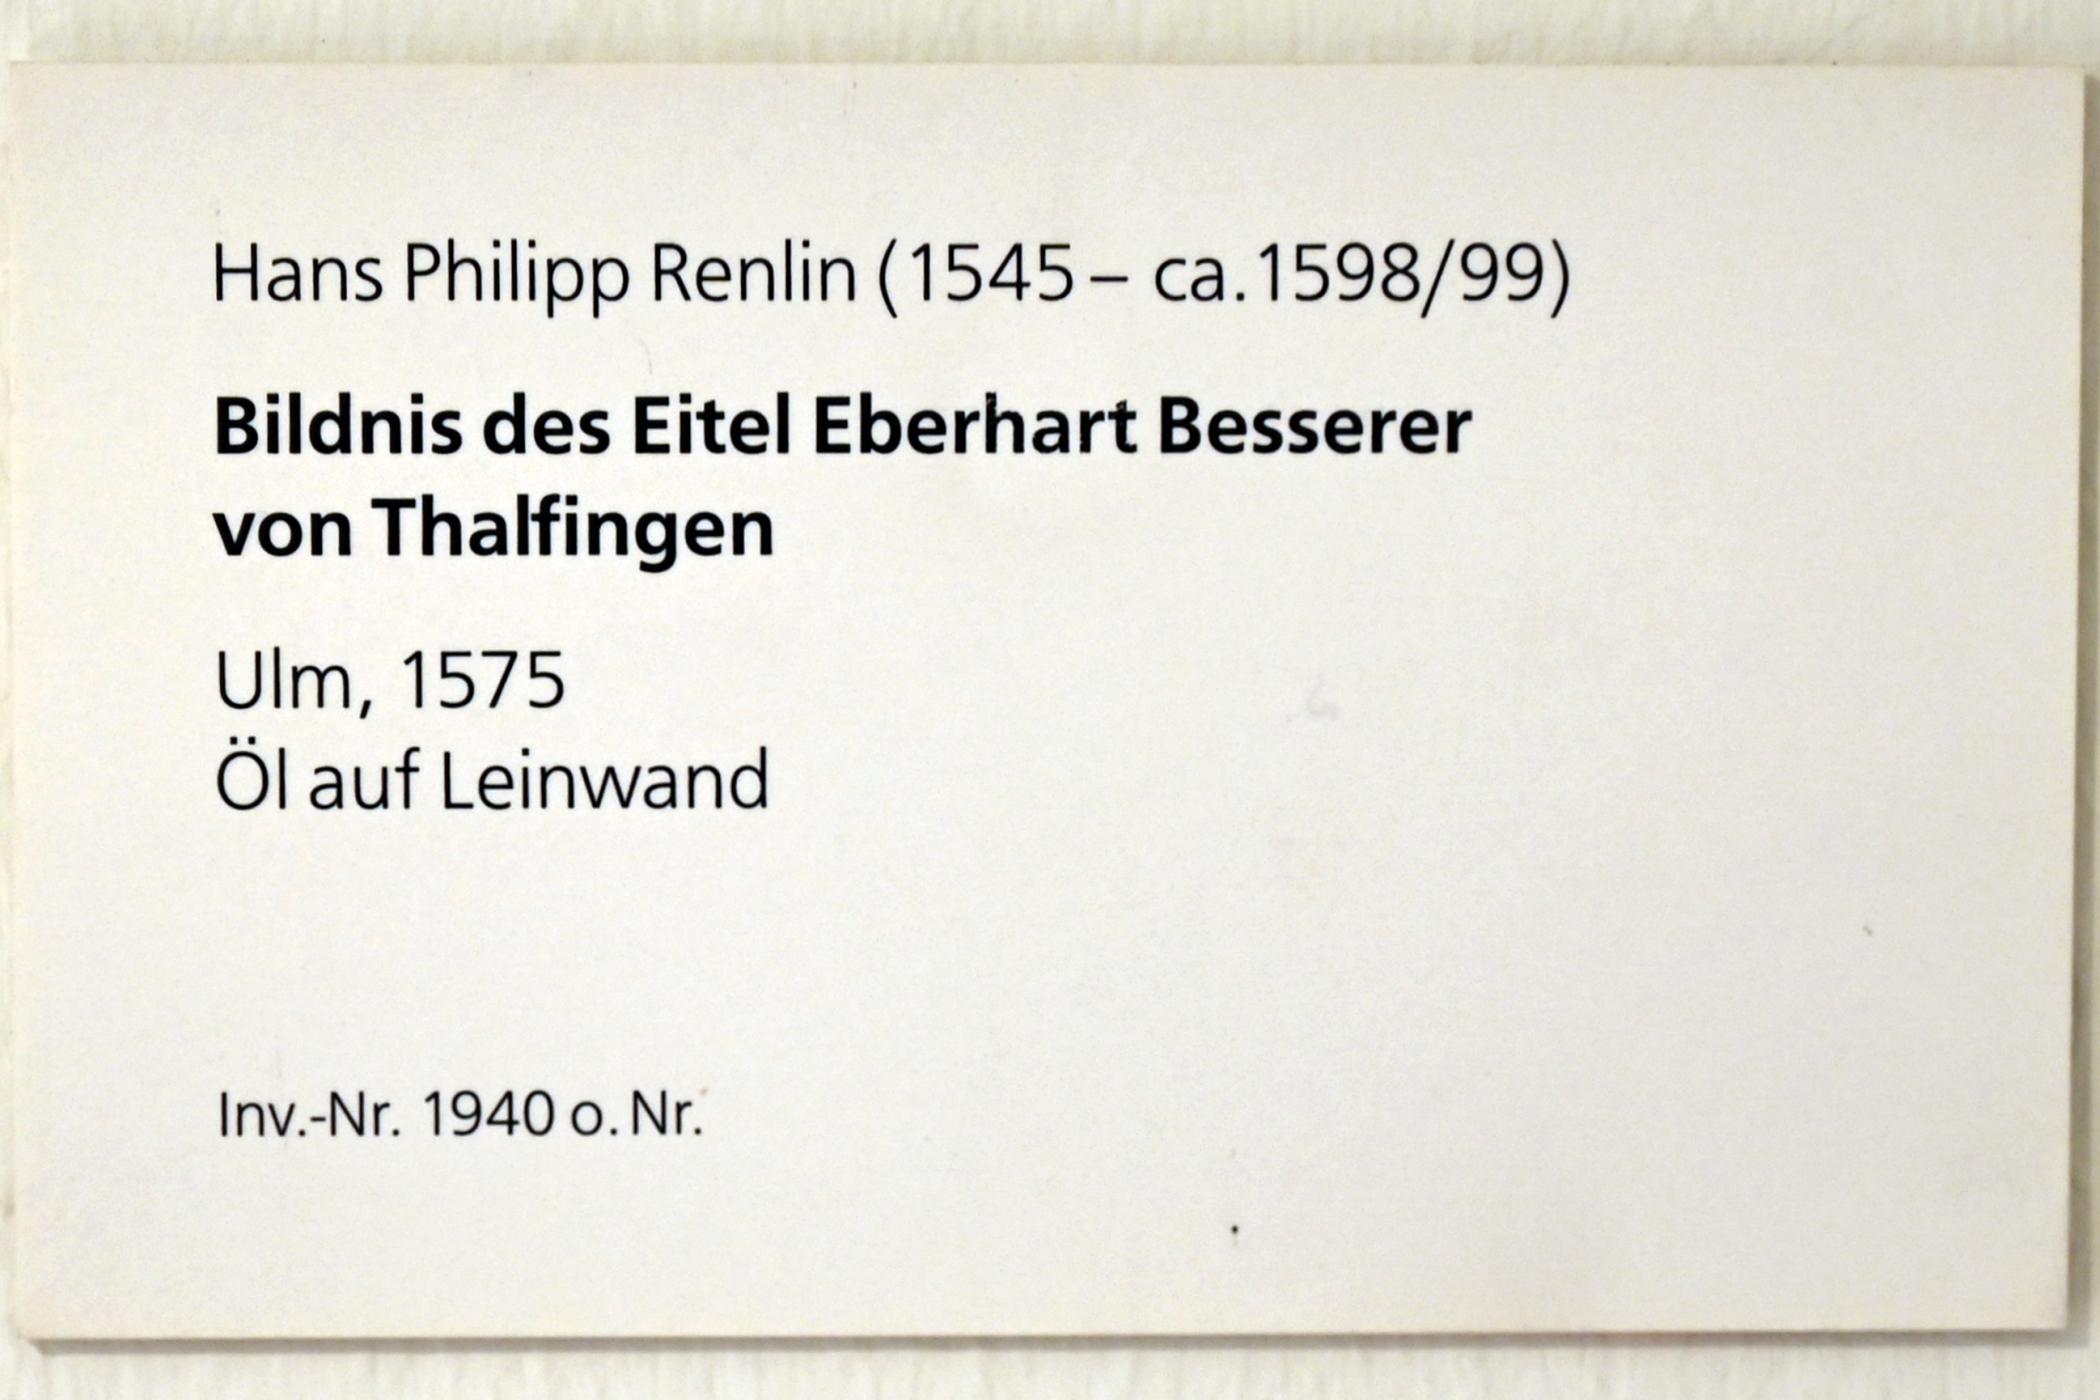 Hans Philipp Renlin (1545 – ca. 1598/99)
Bildnis des Eitel Eberhart Besserer
von Thalfingen
Ulm, 1575
Öl auf Leinwand
Inv.-Nr. 1940 o. Nr.